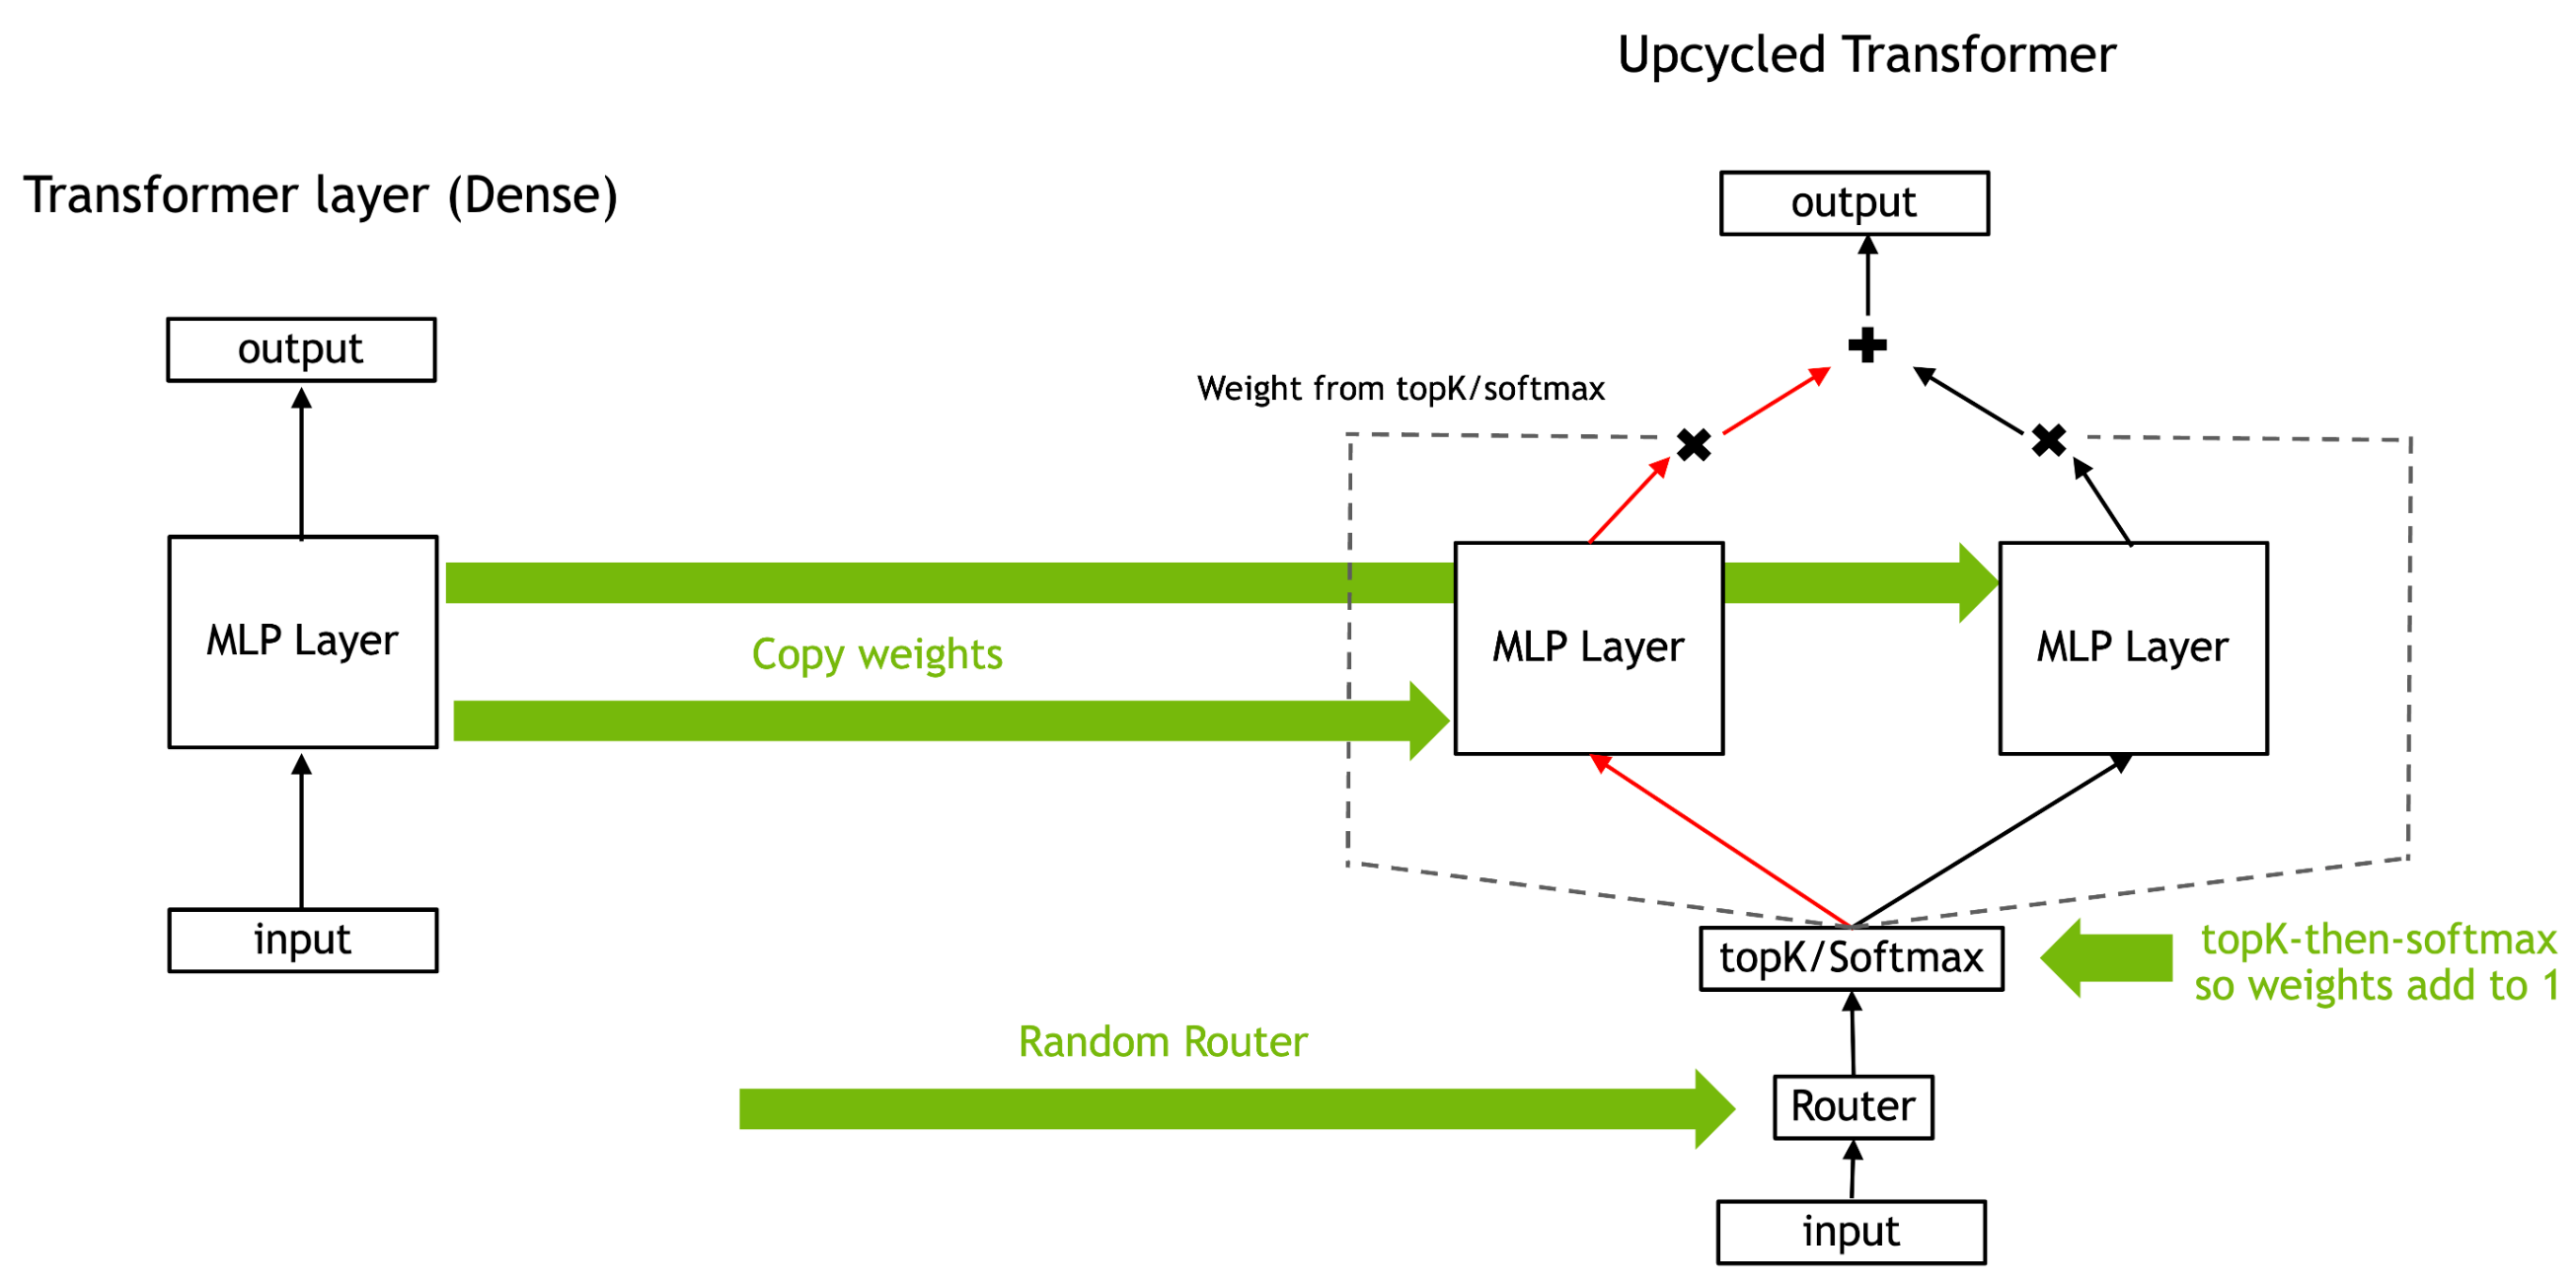 Upcycled Transformer
Transformer layer (Dense)
output
output
Weight from topK/softmax
MLP Layer
Copy weights
MLP Layer
MLP Layer
input
topK/Softmax
topK-then-softmax
so weights add to 1
Random Router
Router
input